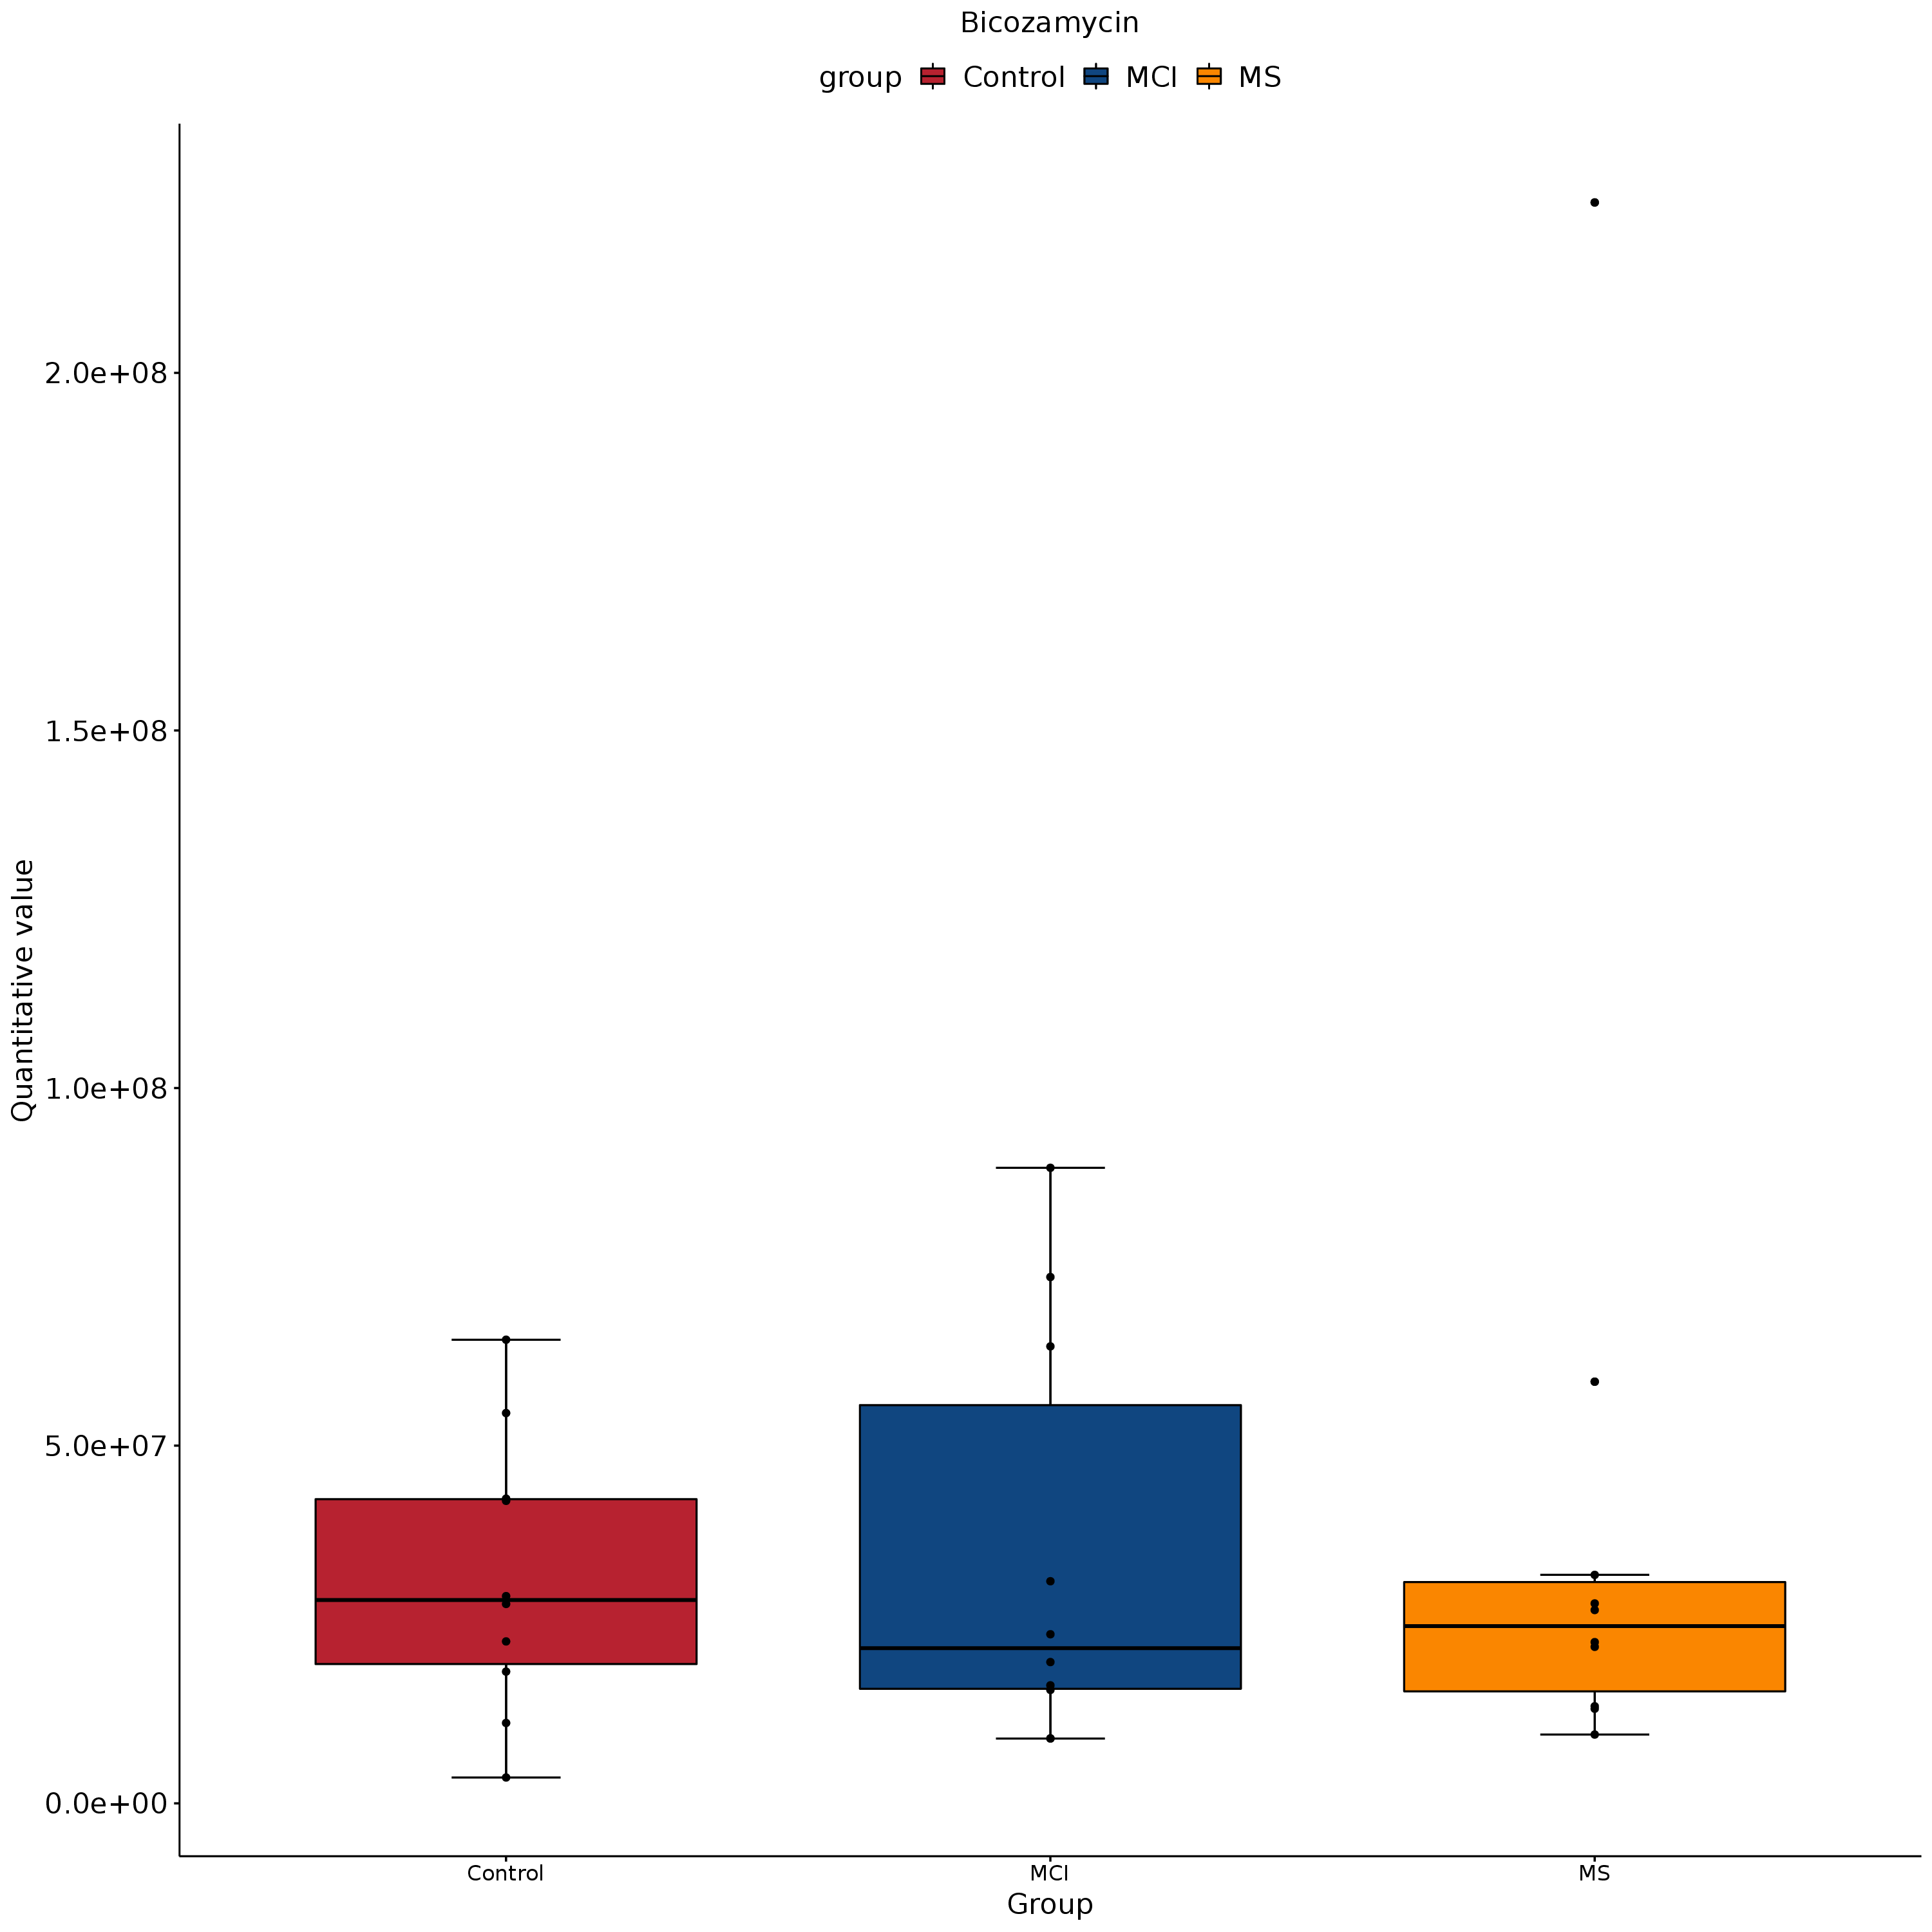 Bicozamycin
group Control MCI MS
Quantitative value
2.0e+08
1.5e+08
1.0e+08
5.0e+07
0.0e+00
Control MCI MS
Group